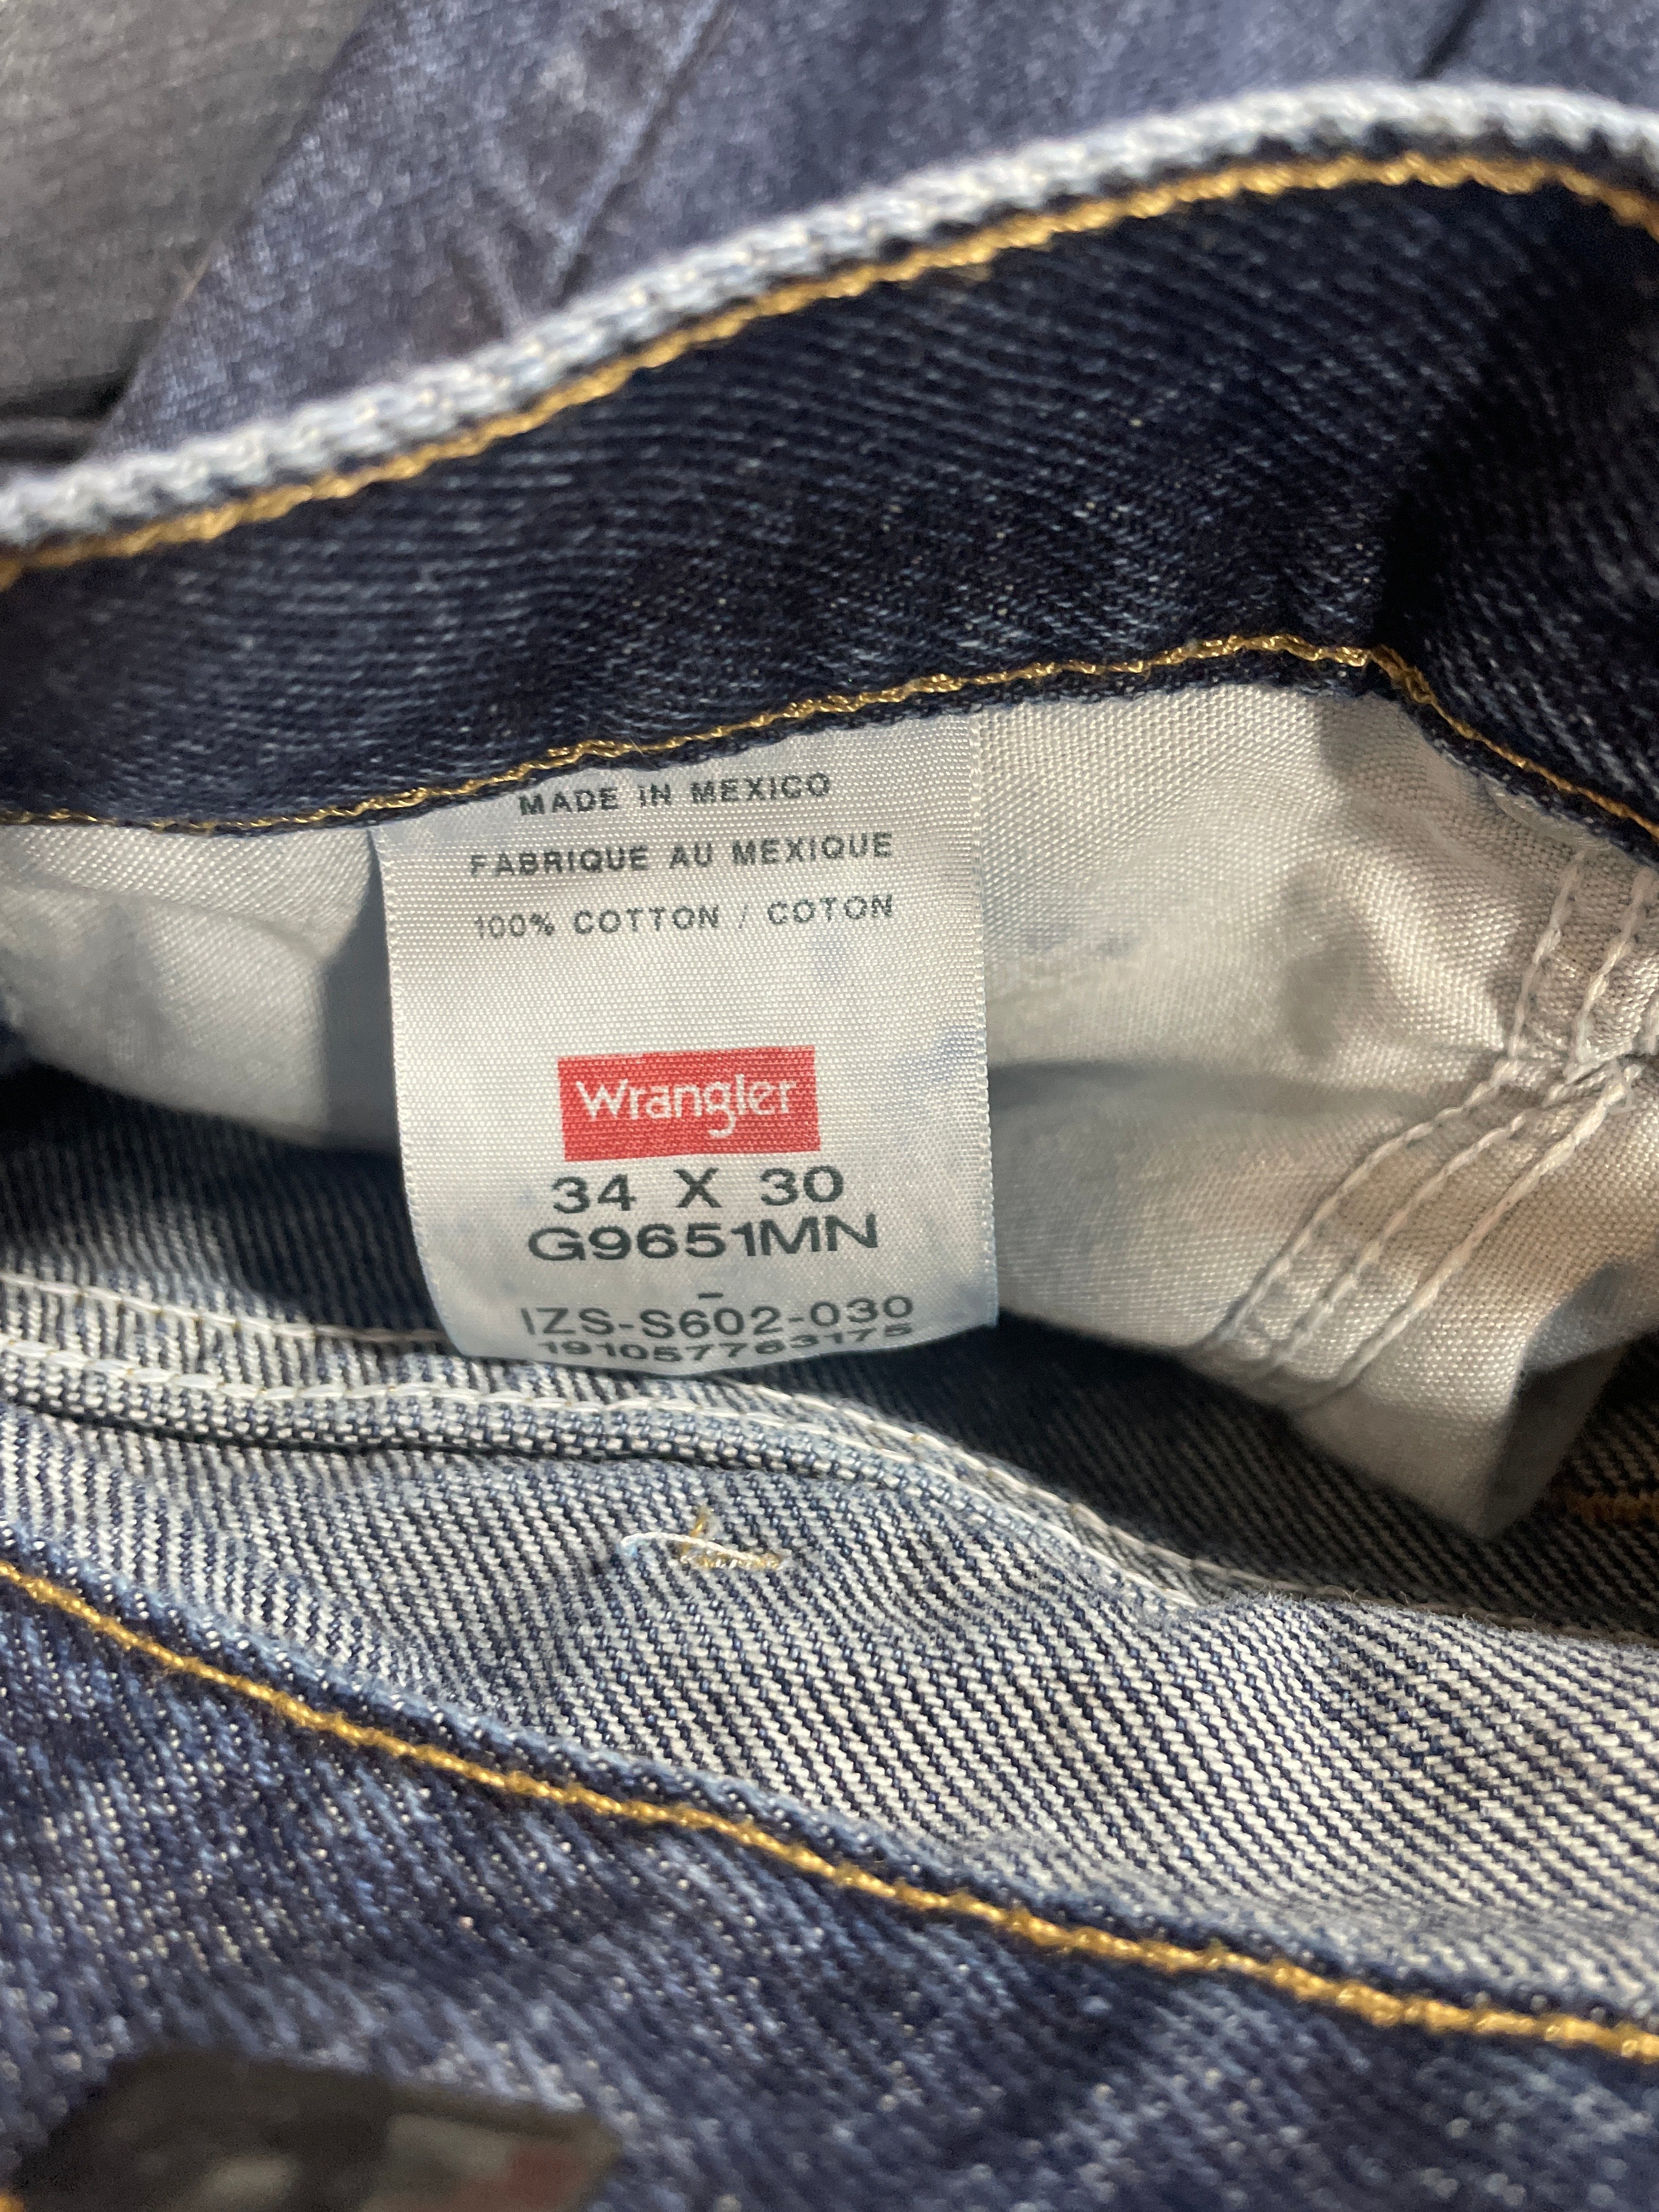 MADE IN MEXICO
FABRIQUE AU MEXIQUE
100% COTTON / COTON
Wrangler
34 X 30
G9651MN
-
IZS-S602-030
191057763175